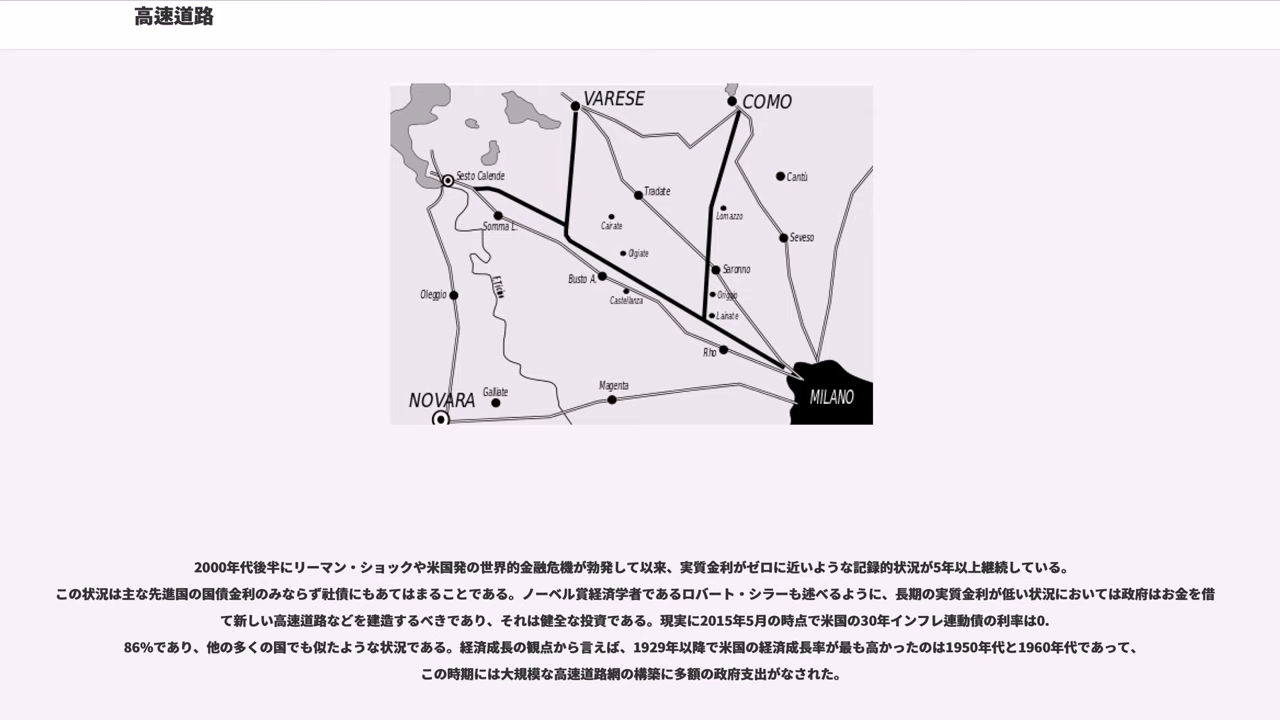 高速道路
VARESE
COMO
Sesto Calende
Cantù
Tradate
Lomazzo
Somma L.
Cairate
Seveso
Olgiate
Saronno
Busto A.
F.Ticino
Oleggio
Castellanza
Origgio
Lainate
Rho
Magenta
Galliate
NOVARA
MILANO
2000年代後半にリーマン・ショックや米国発の世界的金融危機が勃発して以来、実質金利がゼロに近いような記録的状況が5年以上継続している。
この状況は主な先進国の国債金利のみならず社債にもあてはまることである。ノーベル賞経済学者であるロバート・シラーも述べるように、長期の実質金利が低い状況においては政府はお金を借
て新しい高速道路などを建造するべきであり、それは健全な投資である。現実に2015年5月の時点で米国の30年インフレ連動債の利率は0.
86%であり、他の多くの国でも似たような状況である。経済成長の観点から言えば、1929年以降で米国の経済成長率が最も高かったのは1950年代と1960年代であって、
この時期には大規模な高速道路網の構築に多額の政府支出がなされた。